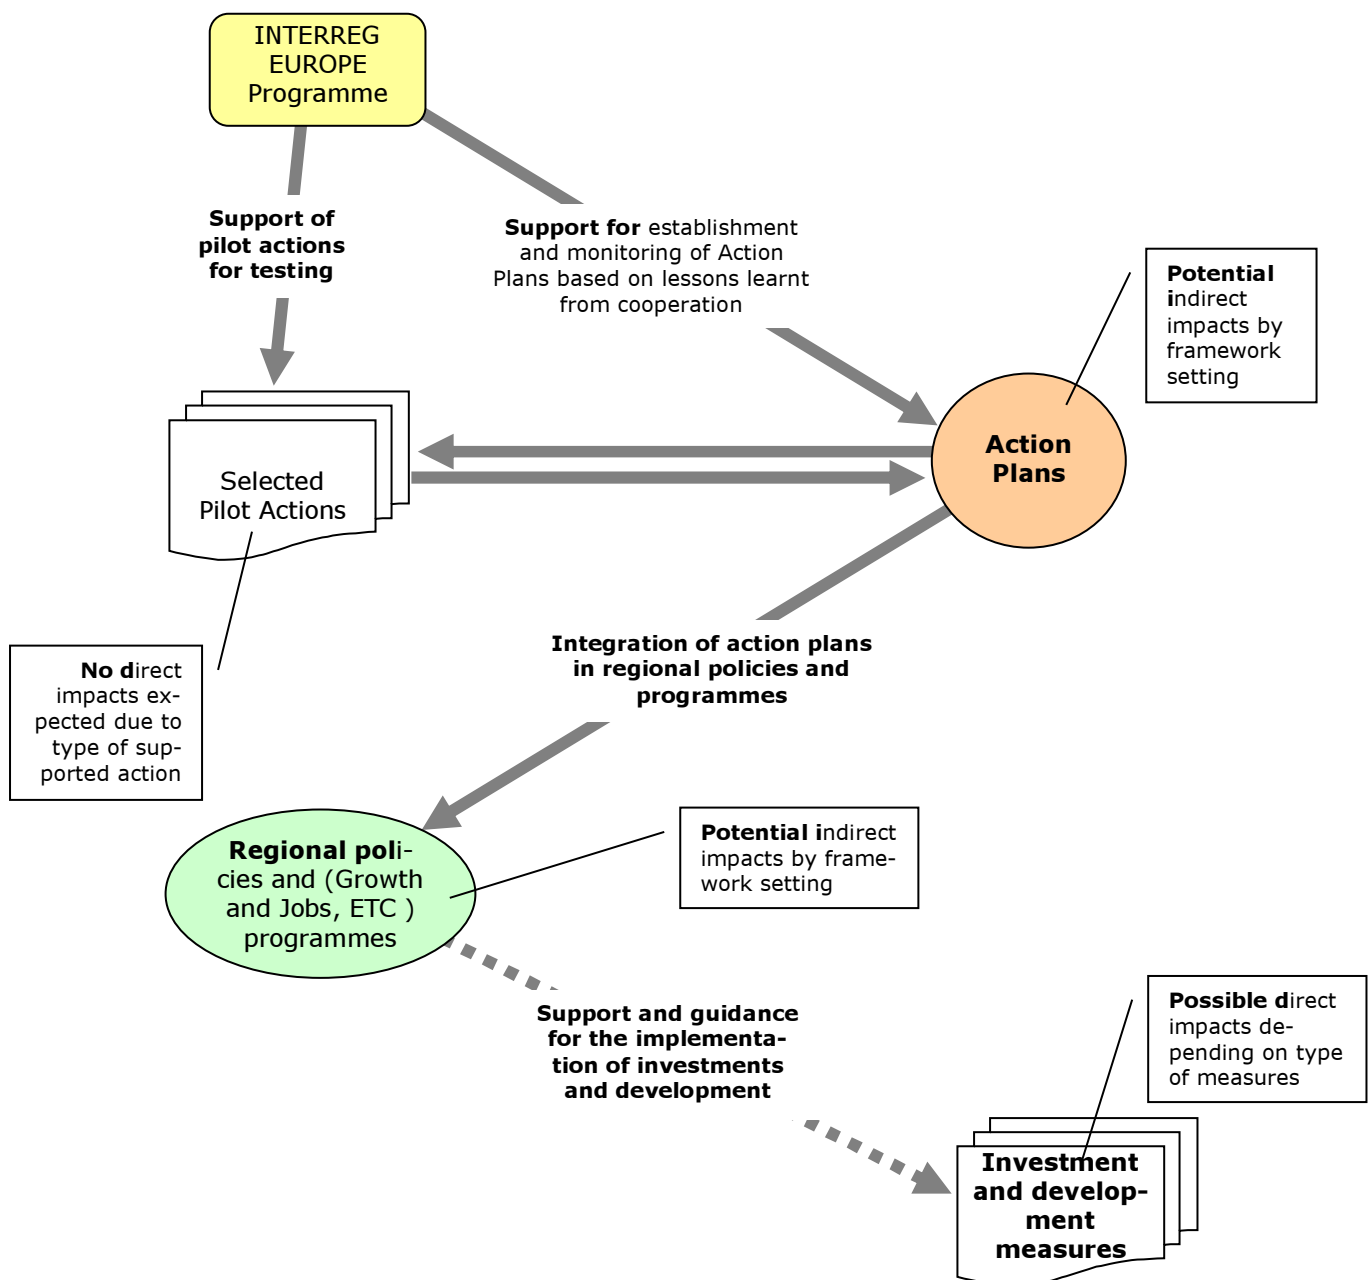 INTERREG
EUROPE
Programme
Support of
pilot actions
for testing
Support for establishment
and monitoring of Action
Plans based on lessons learnt
from cooperation
Potential
indirect
impacts by
framework
setting
Action
Plans
Selected
Pilot Actions
No direct
impacts ex-
pected due to
type of sup-
ported action
Integration of action plans
in regional policies and
programmes
Regional poli-
cies and (Growth
and Jobs, ETC )
programmes
Potential indirect
impacts by frame-
work setting
Support and guidance
for the implementa-
tion of investments
and development
Possible direct
impacts de-
pending on type
of measures
Investment
and develop-
ment
measures